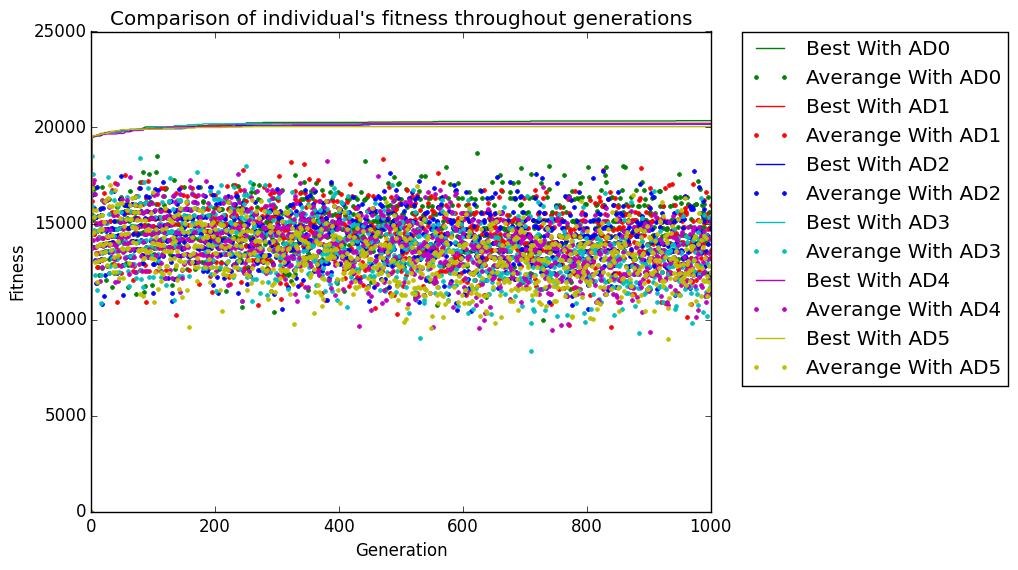 Comparison of individual's fitness throughout generations
25000
20000
15000
10000
5000
0
Fitness
0 200 400 600 800 1000
Generation
Best With AD0
Averange With AD0
Best With AD1
Averange With AD1
Best With AD2
Averange With AD2
Best With AD3
Averange With AD3
Best With AD4
Averange With AD4
Best With AD5
Averange With AD5